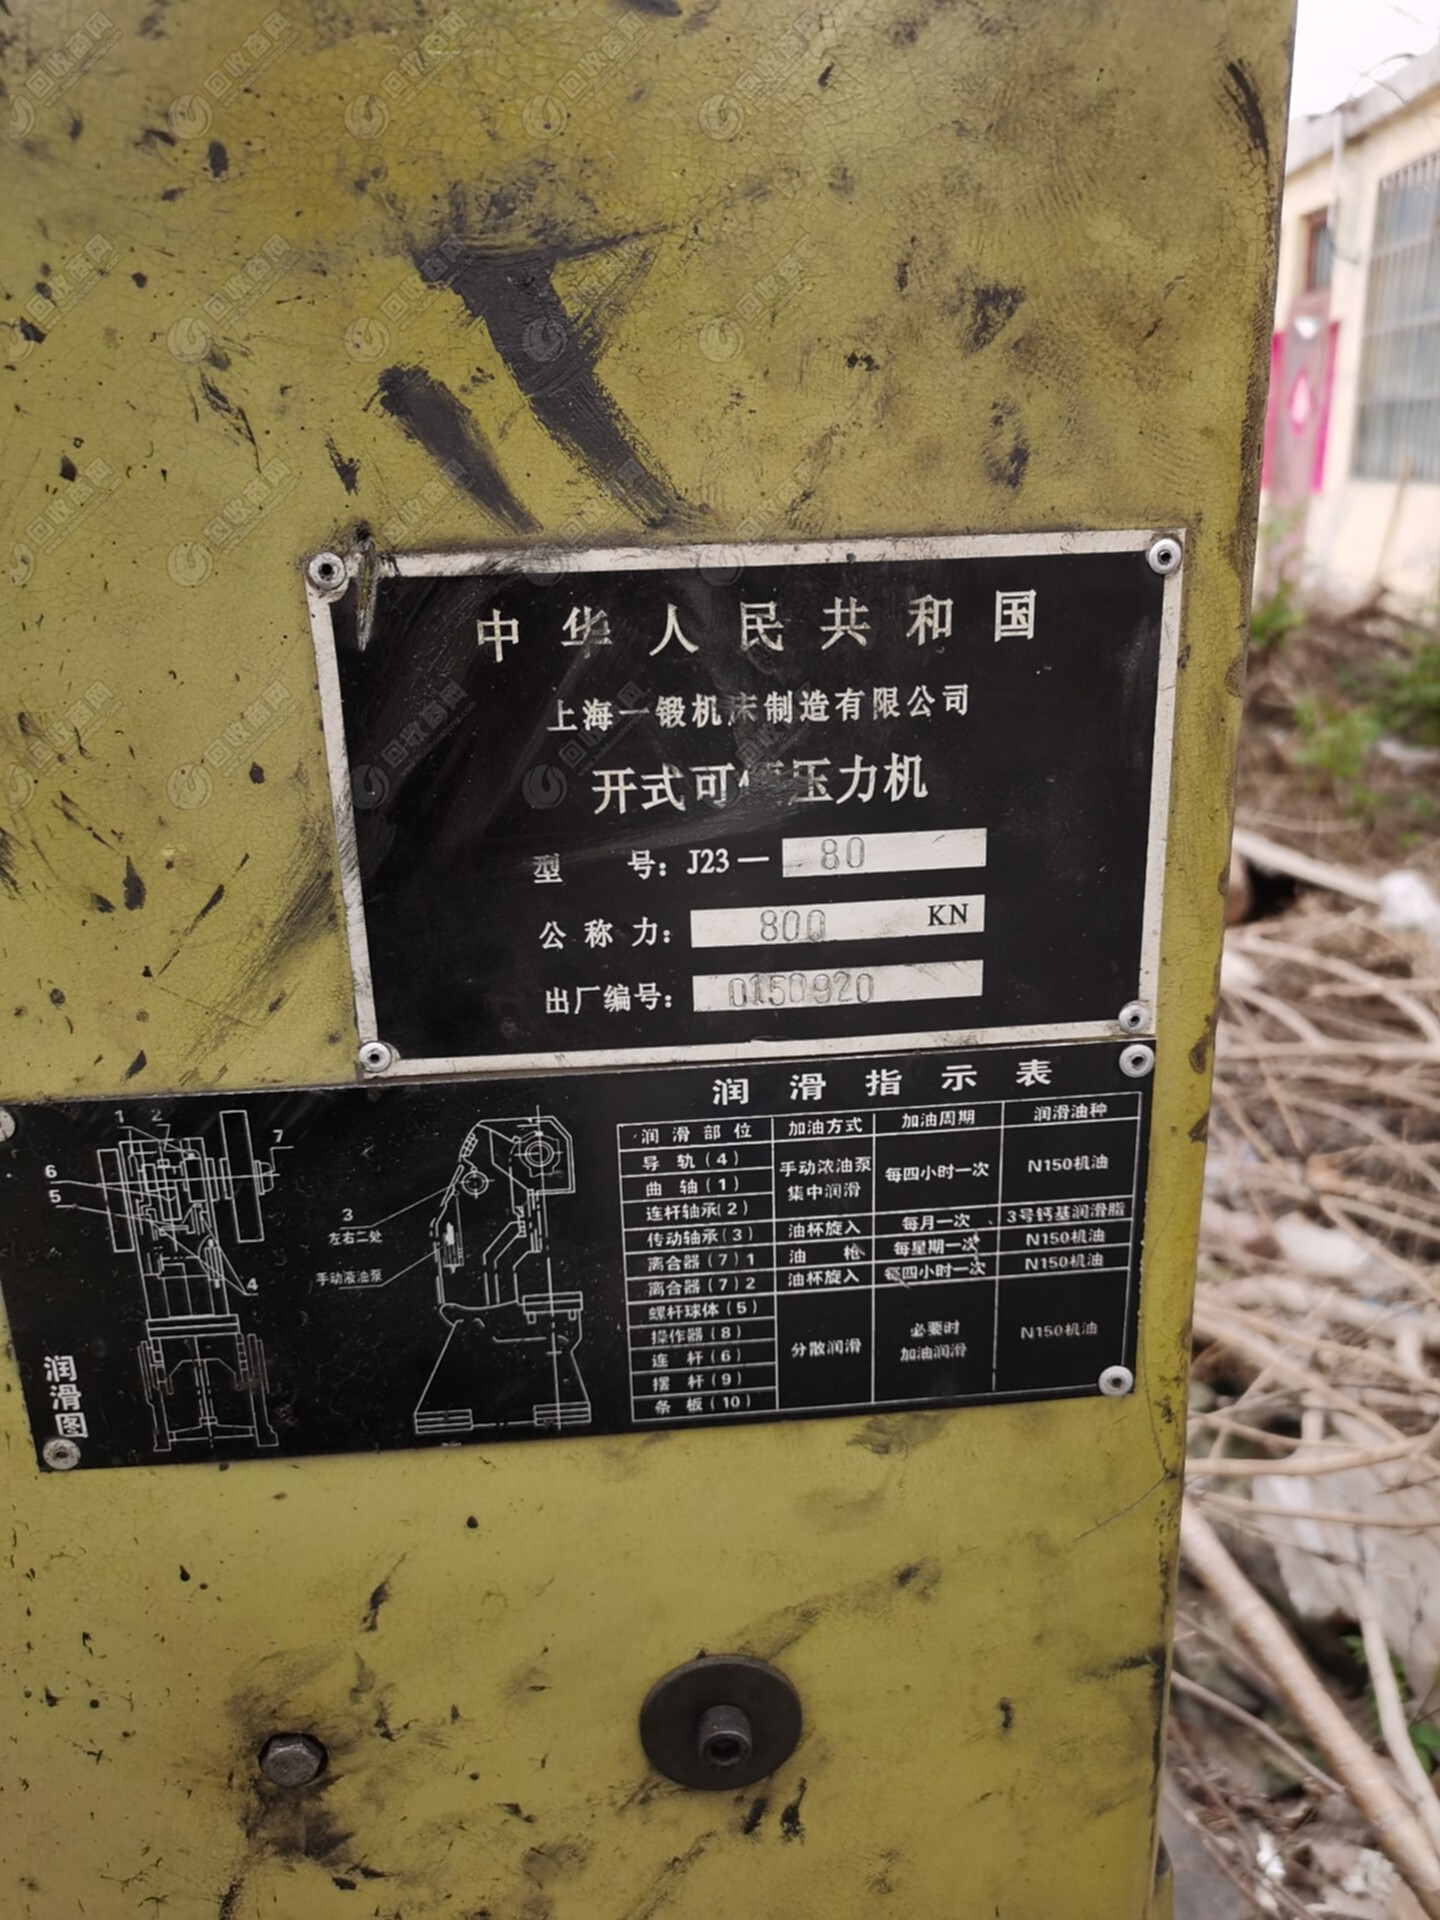 中华人民共和国
上海一锻机床制造有限公司
开式可倾压力机
型 号：J23— 80
公称力： 800 KN
出厂编号： 0150920
润滑指示表
润滑部位 加油方式 加油周期 润滑油种
导 轨（4） 手动浓油泵 集中润滑 每四小时一次 N150机油
曲 轴（1）
连杆轴承（2）
传动轴承（3） 油杯旋入 每月一次 3号钙基润滑脂
离合器（7）1 油 枪 每星期一次 N150机油
离合器（7）2 油杯旋入 每四小时一次 N150机油
螺杆球体（5） 分散润滑 必要时 加油润滑 N150机油
操作器（8）
连 杆（6）
摆 杆（9）
条 板（10）
1 2
7
6
5
4
3
左右二处
手动浓油泵
润滑图
回收商网